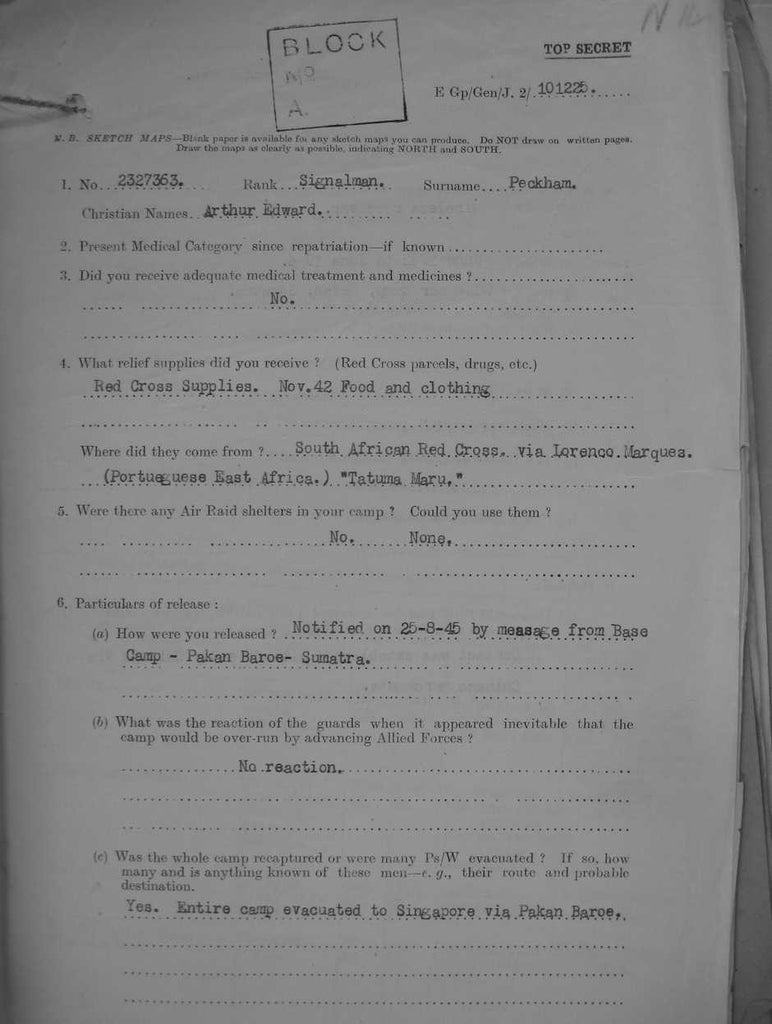 BLOCK
No
A.
TOP SECRET
E Gp/Gen/J. 2/.101225.
N.B. SKETCH MAPS—Blank paper is available for any sketch maps you can produce. Do NOT draw on written pages.
Draw the maps as clearly as possible, indicating NORTH and SOUTH.
1. No. 2327363. Rank Signalman. Surname Peckham.
Christian Names. Arthur Edward.
2. Present Medical Category since repatriation—if known
3. Did you receive adequate medical treatment and medicines ?
No.
4. What relief supplies did you receive ? (Red Cross parcels, drugs, etc.)
Red Cross Supplies. Nov.42 Food and clothing
Where did they come from ? South African Red Cross. via Lorenco Marques.
(Portueguese East Africa.) "Tatuma Maru."
5. Were there any Air Raid shelters in your camp ? Could you use them ?
No. None.
6. Particulars of release :
(a) How were you released ? Notified on 25-8-45 by message from Base
Camp - Pakan Baroe- Sumatra.
(b) What was the reaction of the guards when it appeared inevitable that the
camp would be over-run by advancing Allied Forces ?
No reaction.
(c) Was the whole camp recaptured or were many Ps/W evacuated ? If so, how
many and is anything known of these men—e. g., their route and probable
destination.
Yes. Entire camp evacuated to Singapore via Pakan Baroe.